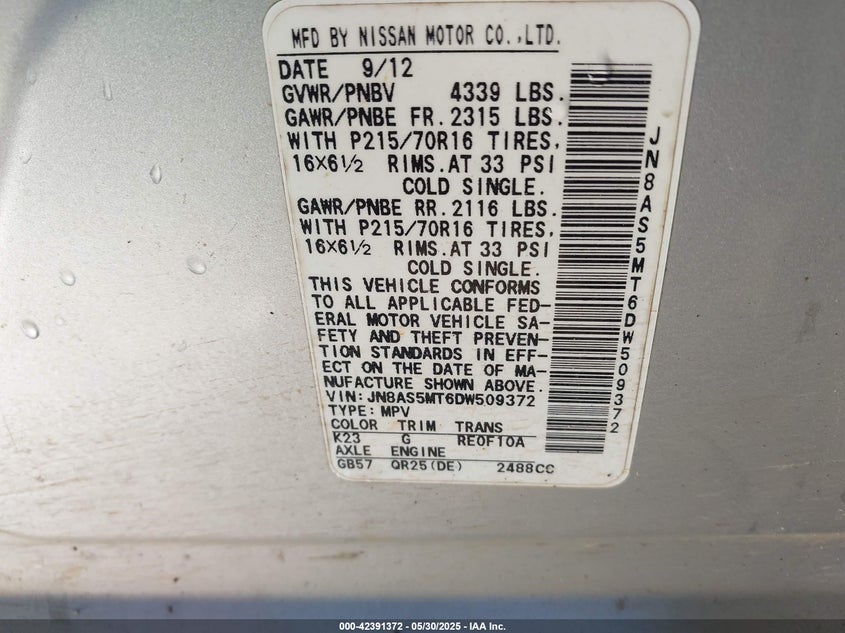 MFD BY NISSAN MOTOR CO.,LTD.
DATE 9/12
GVWR/PNBV 4339 LBS.
GAWR/PNBE FR. 2315 LBS.
WITH P215/70R16 TIRES,
16X6½ RIMS.AT 33 PSI
COLD SINGLE.
GAWR/PNBE RR. 2116 LBS.
WITH P215/70R16 TIRES,
16X6½ RIMS.AT 33 PSI
COLD SINGLE.
THIS VEHICLE CONFORMS
TO ALL APPLICABLE FED-
ERAL MOTOR VEHICLE SA-
FETY AND THEFT PREVEN-
TION STANDARDS IN EFF-
ECT ON THE DATE OF MA-
NUFACTURE SHOWN ABOVE.
VIN: JN8AS5MT6DW509372
TYPE: MPV
COLOR TRIM TRANS
K23 G RE0F10A
AXLE ENGINE
GB57 QR25(DE) 2488CC
JN8AS5MT6DW509372
000-42391372 — 05/30/2025 — IAA Inc.